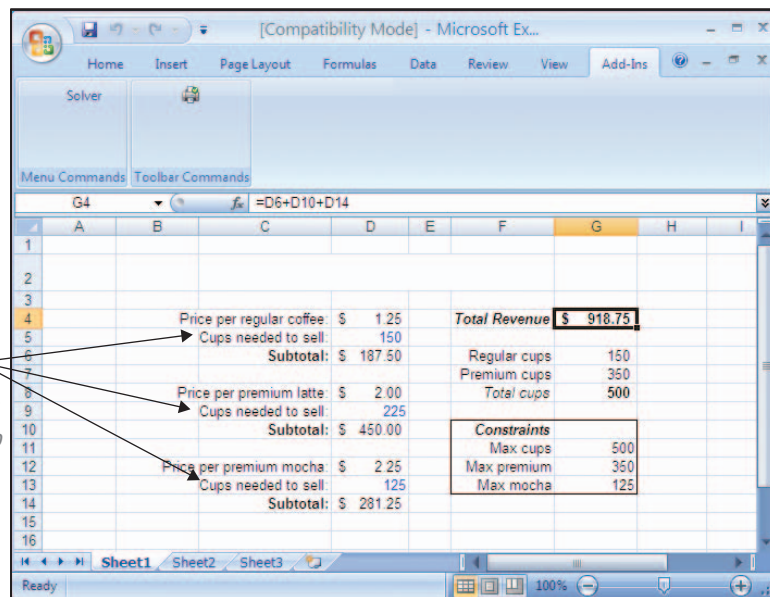 [Compatibility Mode] - Microsoft Ex...
Home Insert Page Layout Formulas Data Review View Add-Ins
Solver
Menu Commands Toolbar Commands
G4 fx =D6+D10+D14
A B C D E F G H I
1
2
3
4 Price per regular coffee: $ 1.25 Total Revenue $ 918.75
5 Cups needed to sell: 150
6 Subtotal: $ 187.50 Regular cups 150
7 Premium cups 350
8 Price per premium latte: $ 2.00 Total cups 500
9 Cups needed to sell: 225
10 Subtotal: $ 450.00 Constraints
11 Max cups 500
12 Price per premium mocha: $ 2.25 Max premium 350
13 Cups needed to sell: 125 Max mocha 125
14 Subtotal: $ 281.25
15
16
Sheet1 Sheet2 Sheet3
Ready 100%